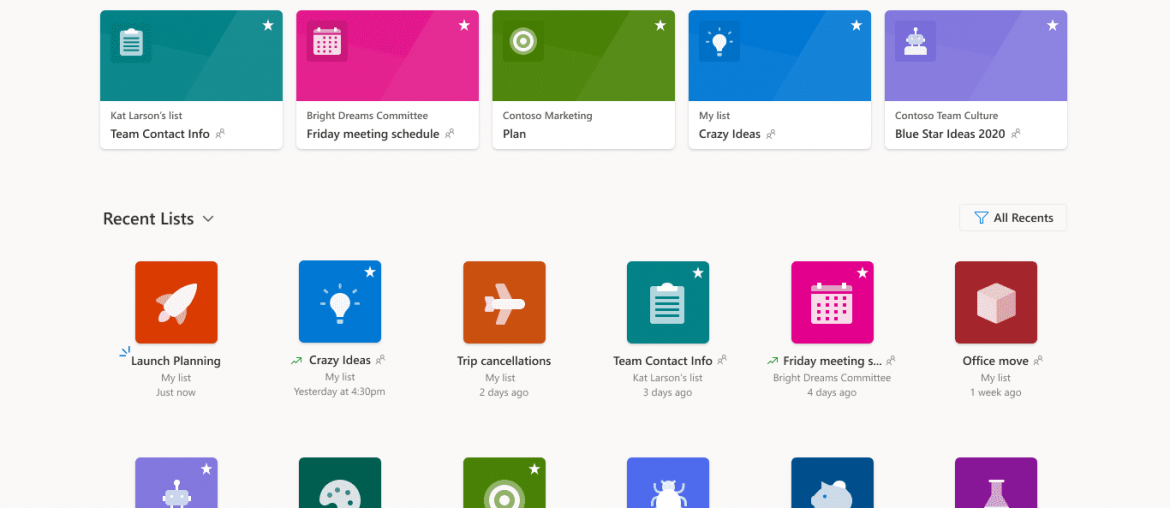 Kat Larson's list
Team Contact Info
Bright Dreams Committee
Friday meeting schedule
Contoso Marketing
Plan
My list
Crazy Ideas
Contoso Team Culture
Blue Star Ideas 2020
Recent Lists
All Recents
Launch Planning
My list
Just now
Crazy Ideas
My list
Yesterday at 4:30pm
Trip cancellations
My list
2 days ago
Team Contact Info
Kat Larson's list
3 days ago
Friday meeting s...
Bright Dreams Committee
4 days ago
Office move
My list
1 week ago